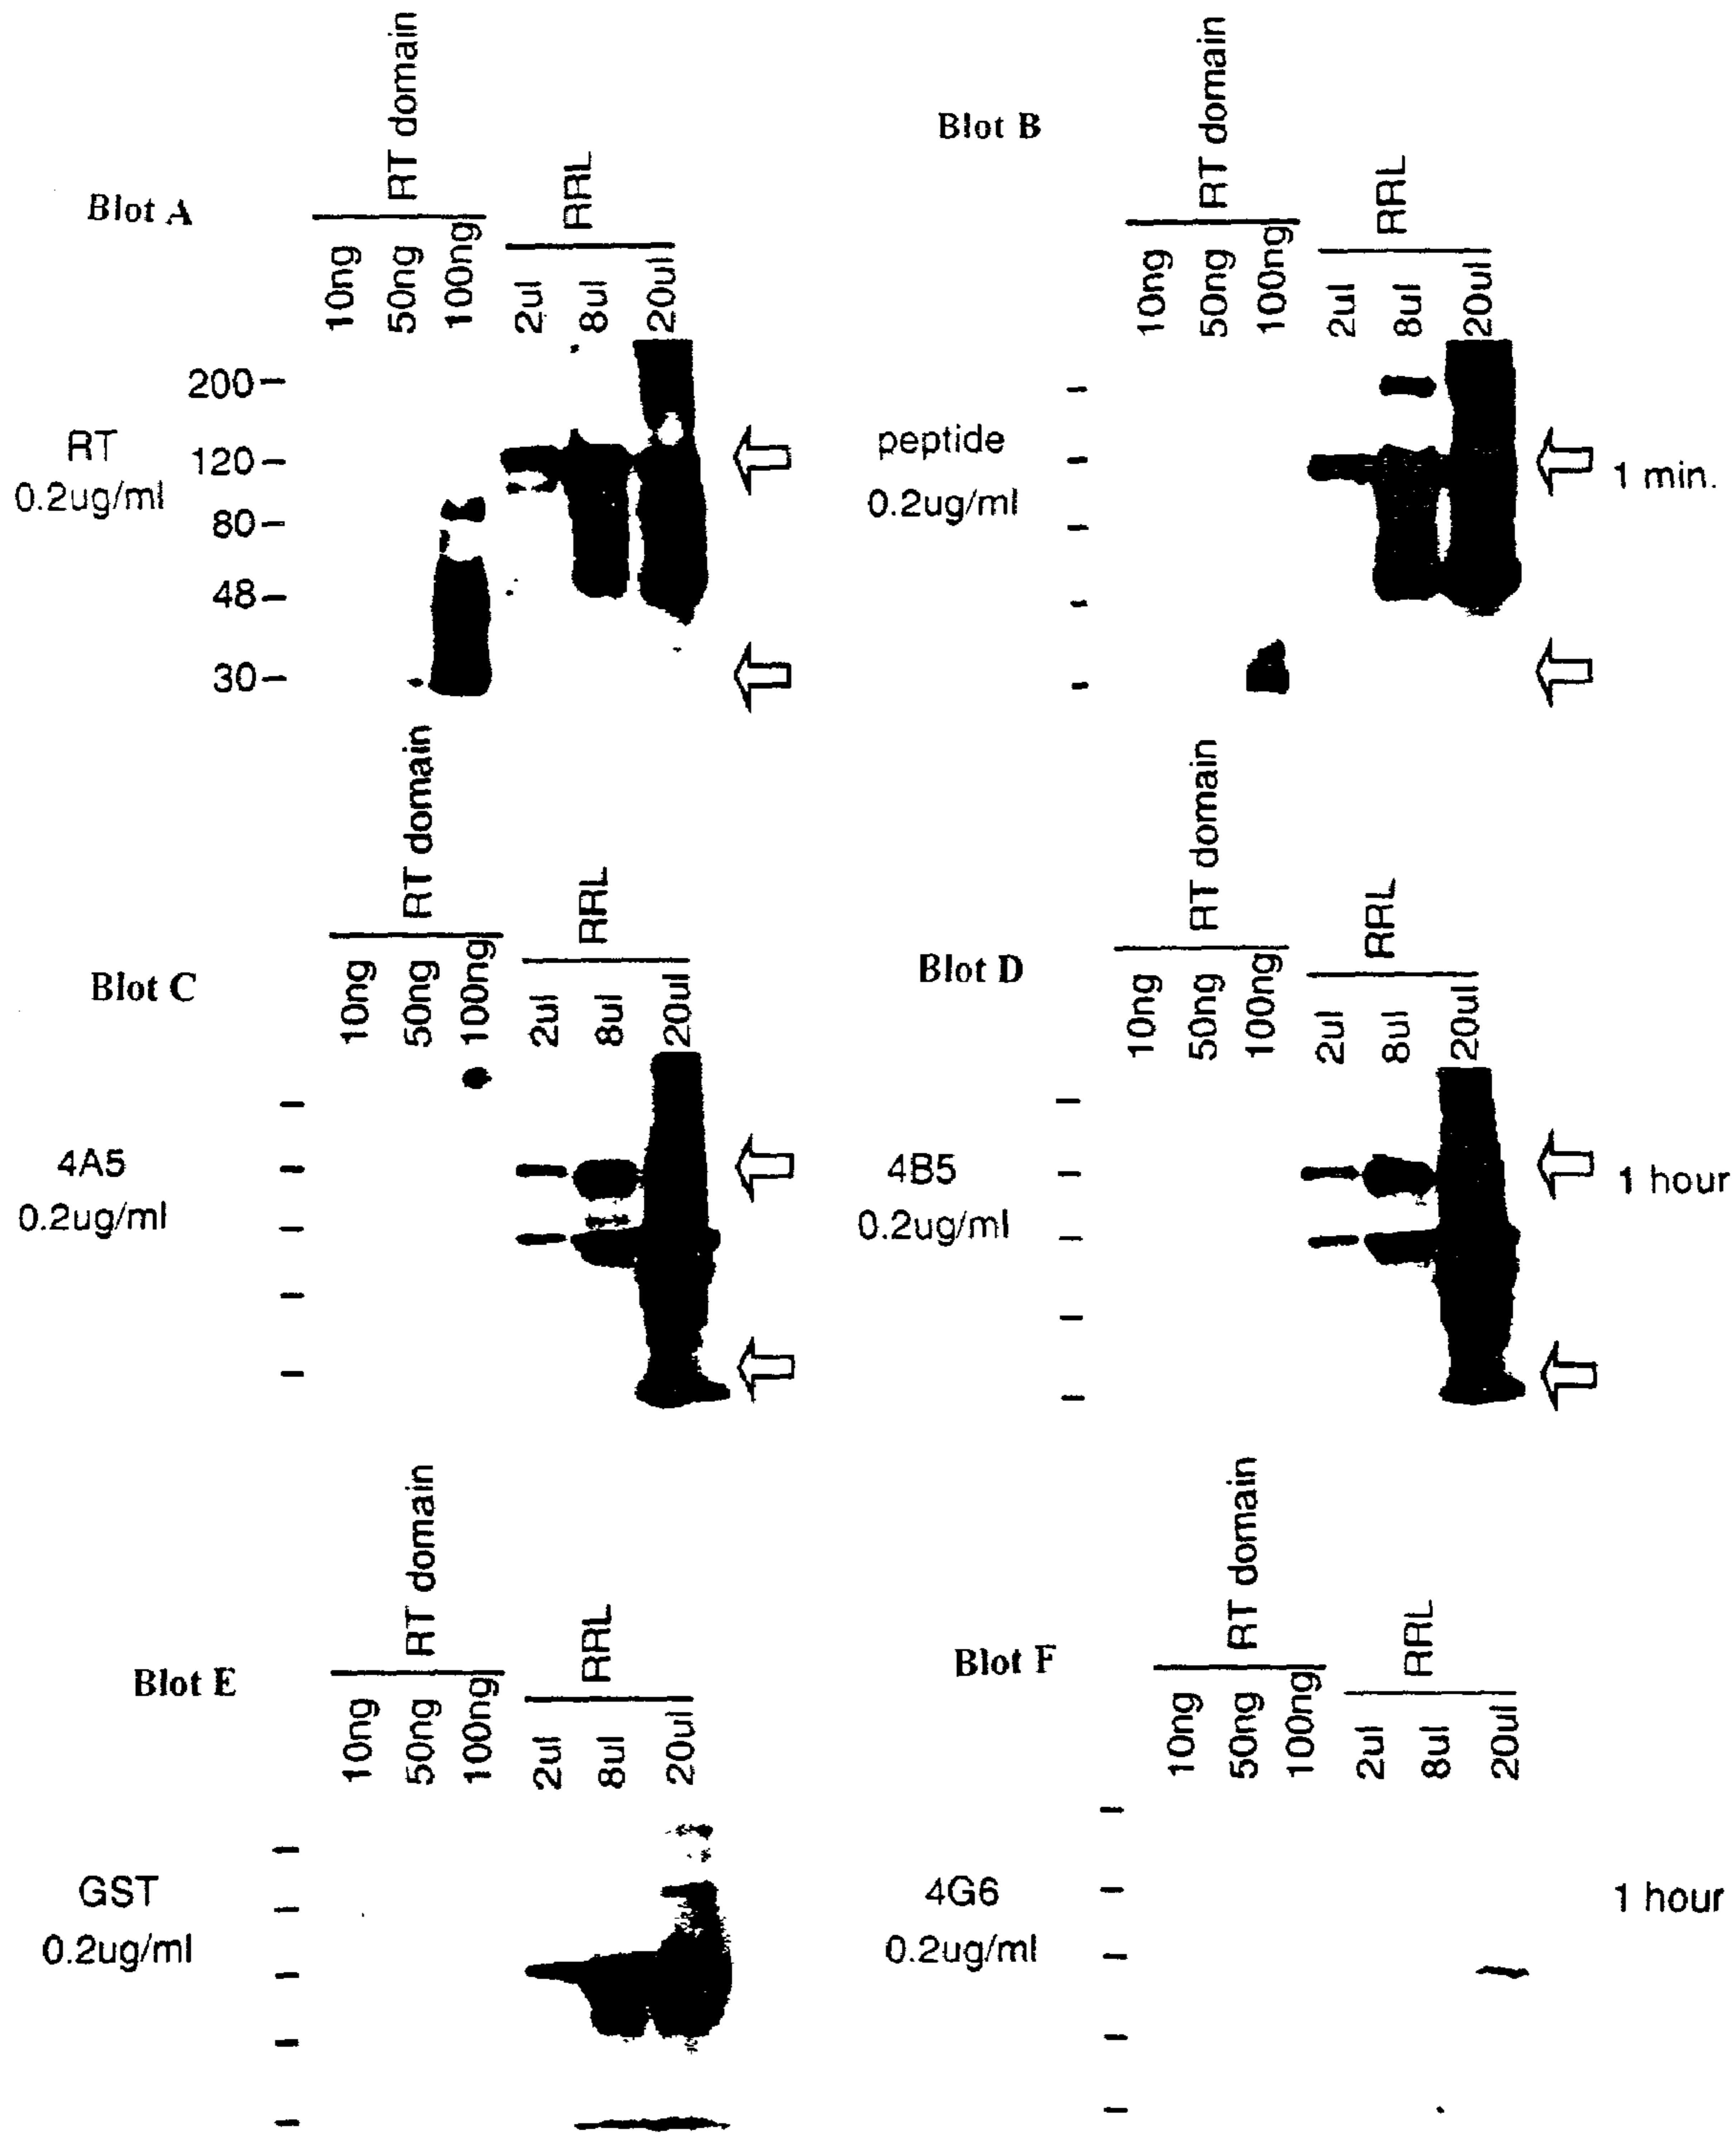 Blot A
RT domain
RRL
10ng
50ng
100ng
2ul
8ul
20ul
RT
0.2ug/ml
200
120
80
48
30
Blot B
RT domain
RRL
10ng
50ng
100ng
2ul
8ul
20ul
peptide
0.2ug/ml
1 min.
Blot C
RT domain
RRL
10ng
50ng
100ng
2ul
8ul
20ul
4A5
0.2ug/ml
Blot D
RT domain
RRL
10ng
50ng
100ng
2ul
8ul
20ul
4B5
0.2ug/ml
1 hour
Blot E
RT domain
RRL
10ng
50ng
100ng
2ul
8ul
20ul
GST
0.2ug/ml
Blot F
RT domain
RRL
10ng
50ng
100ng
2ul
8ul
20ul
4G6
0.2ug/ml
1 hour